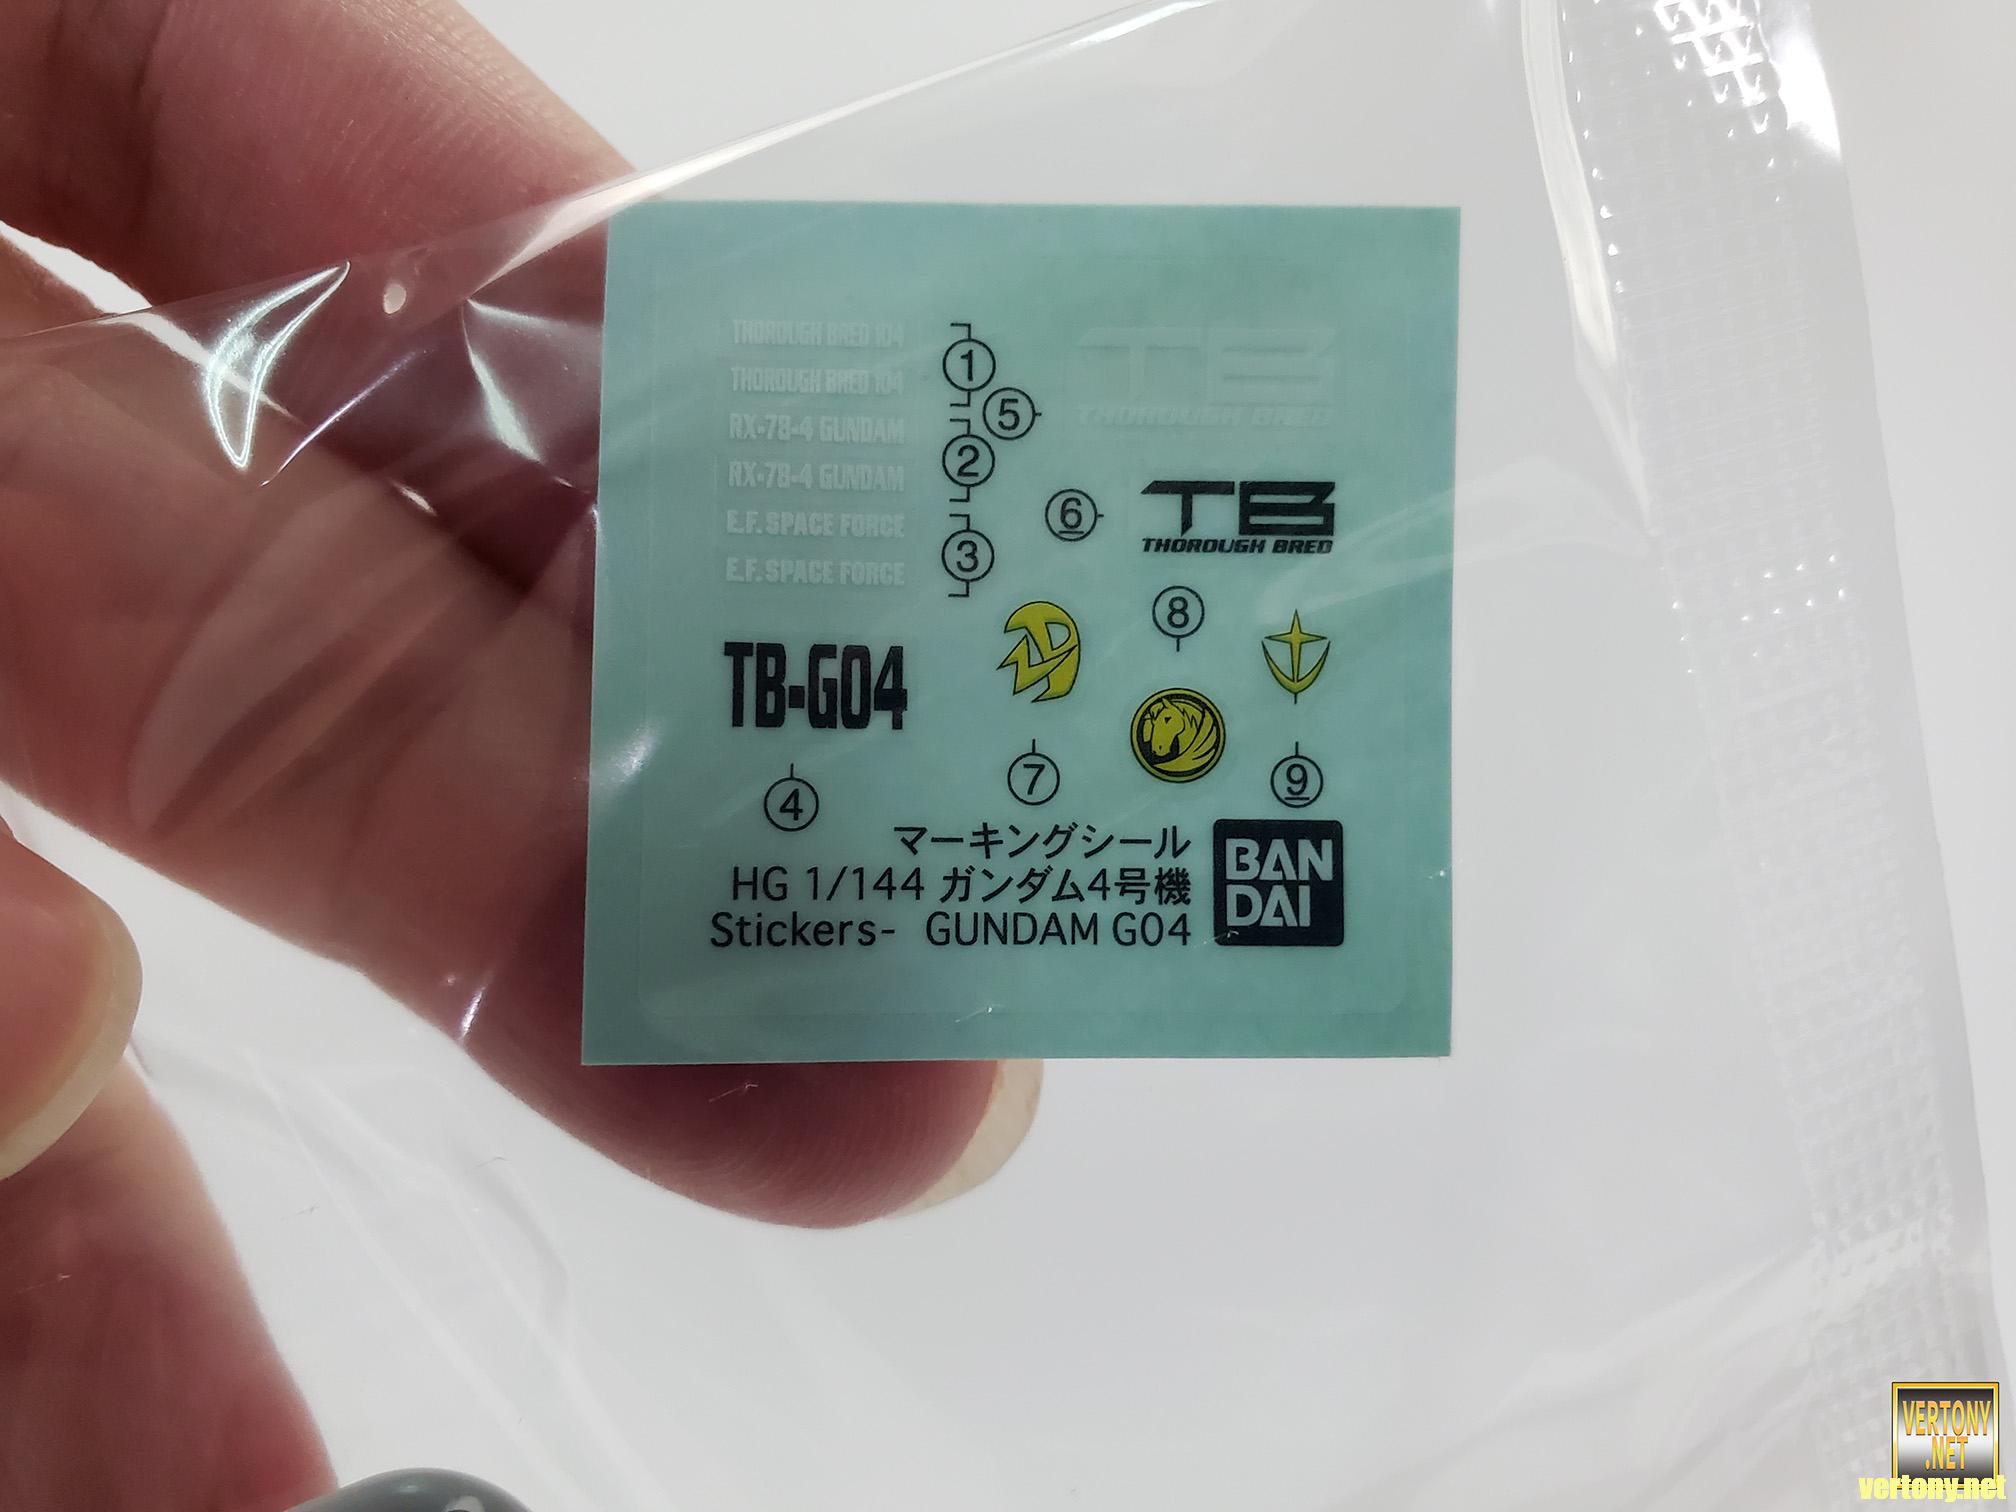 THOROUGH BRED 104
THOROUGH BRED 104
RX-78-4 GUNDAM
RX-78-4 GUNDAM
E.F. SPACE FORCE
E.F. SPACE FORCE
①
⑤
②
③
TB
THOROUGH BRED
⑥
TB
THOROUGH BRED
⑧
TB-G04
④
⑦
⑨
マーキングシール
HG 1/144 ガンダム4号機
Stickers- GUNDAM G04
BAN
DAI
VERTONY
.NET
vertony.net